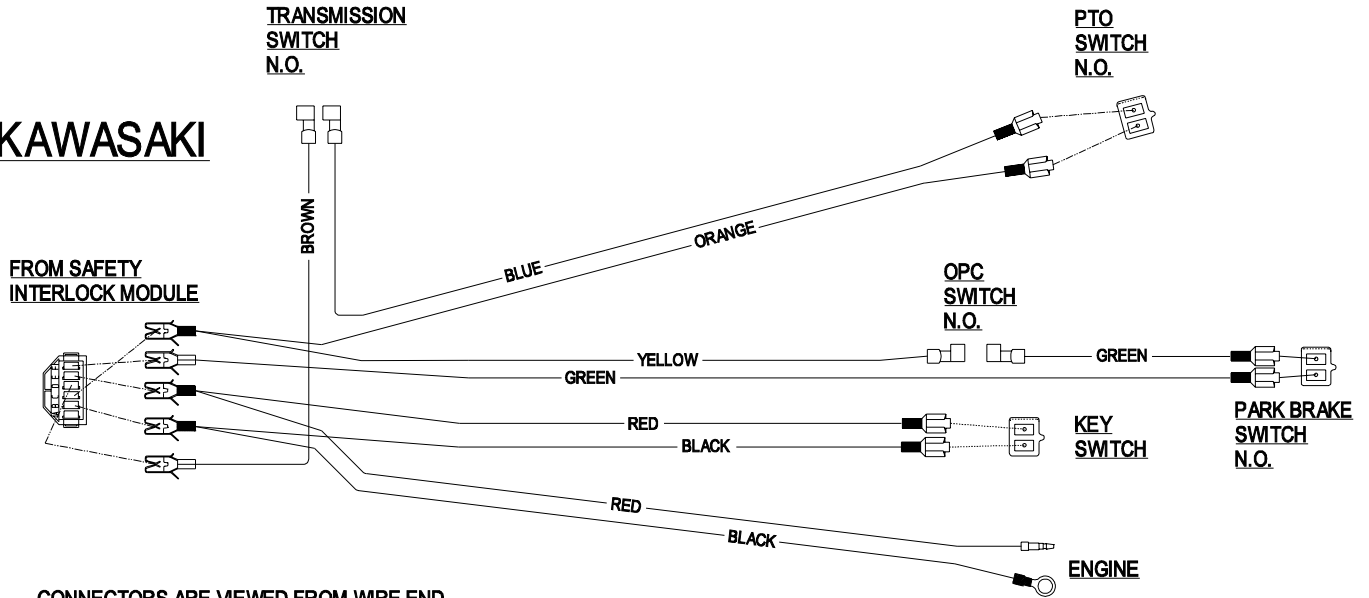 TRANSMISSION
SWITCH
N.O.
PTO
SWITCH
N.O.
KAWASAKI
BROWN
ORANGE
BLUE
FROM SAFETY
INTERLOCK MODULE
OPC
SWITCH
N.O.
YELLOW
GREEN
GREEN
RED
BLACK
KEY
SWITCH
PARK BRAKE
SWITCH
N.O.
RED
BLACK
ENGINE
CONNECTORS ARE VIEWED FROM WIRE END